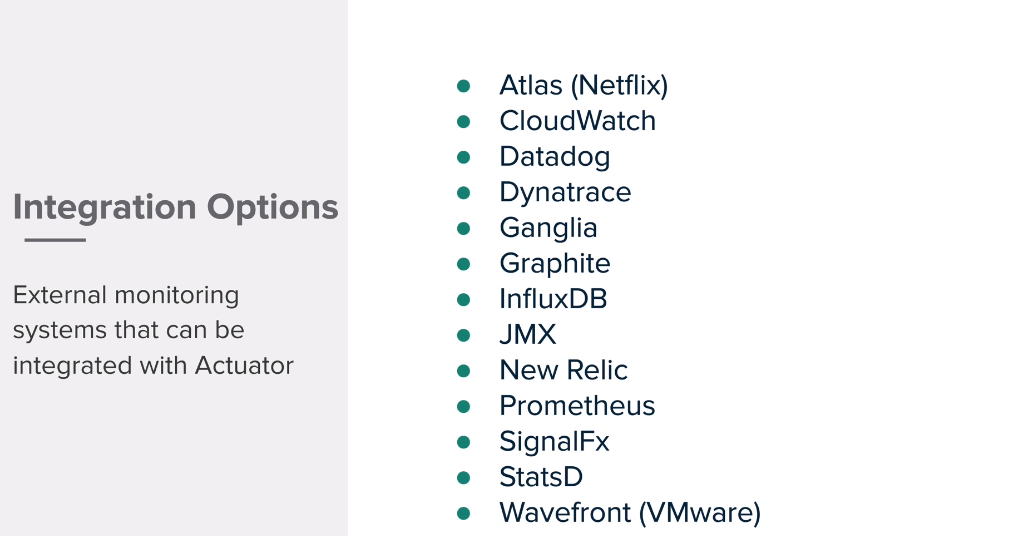 Integration Options
External monitoring
systems that can be
integrated with Actuator
● Atlas (Netflix)
● CloudWatch
● Datadog
● Dynatrace
● Ganglia
● Graphite
● InfluxDB
● JMX
● New Relic
● Prometheus
● SignalFx
● StatsD
● Wavefront (VMware)